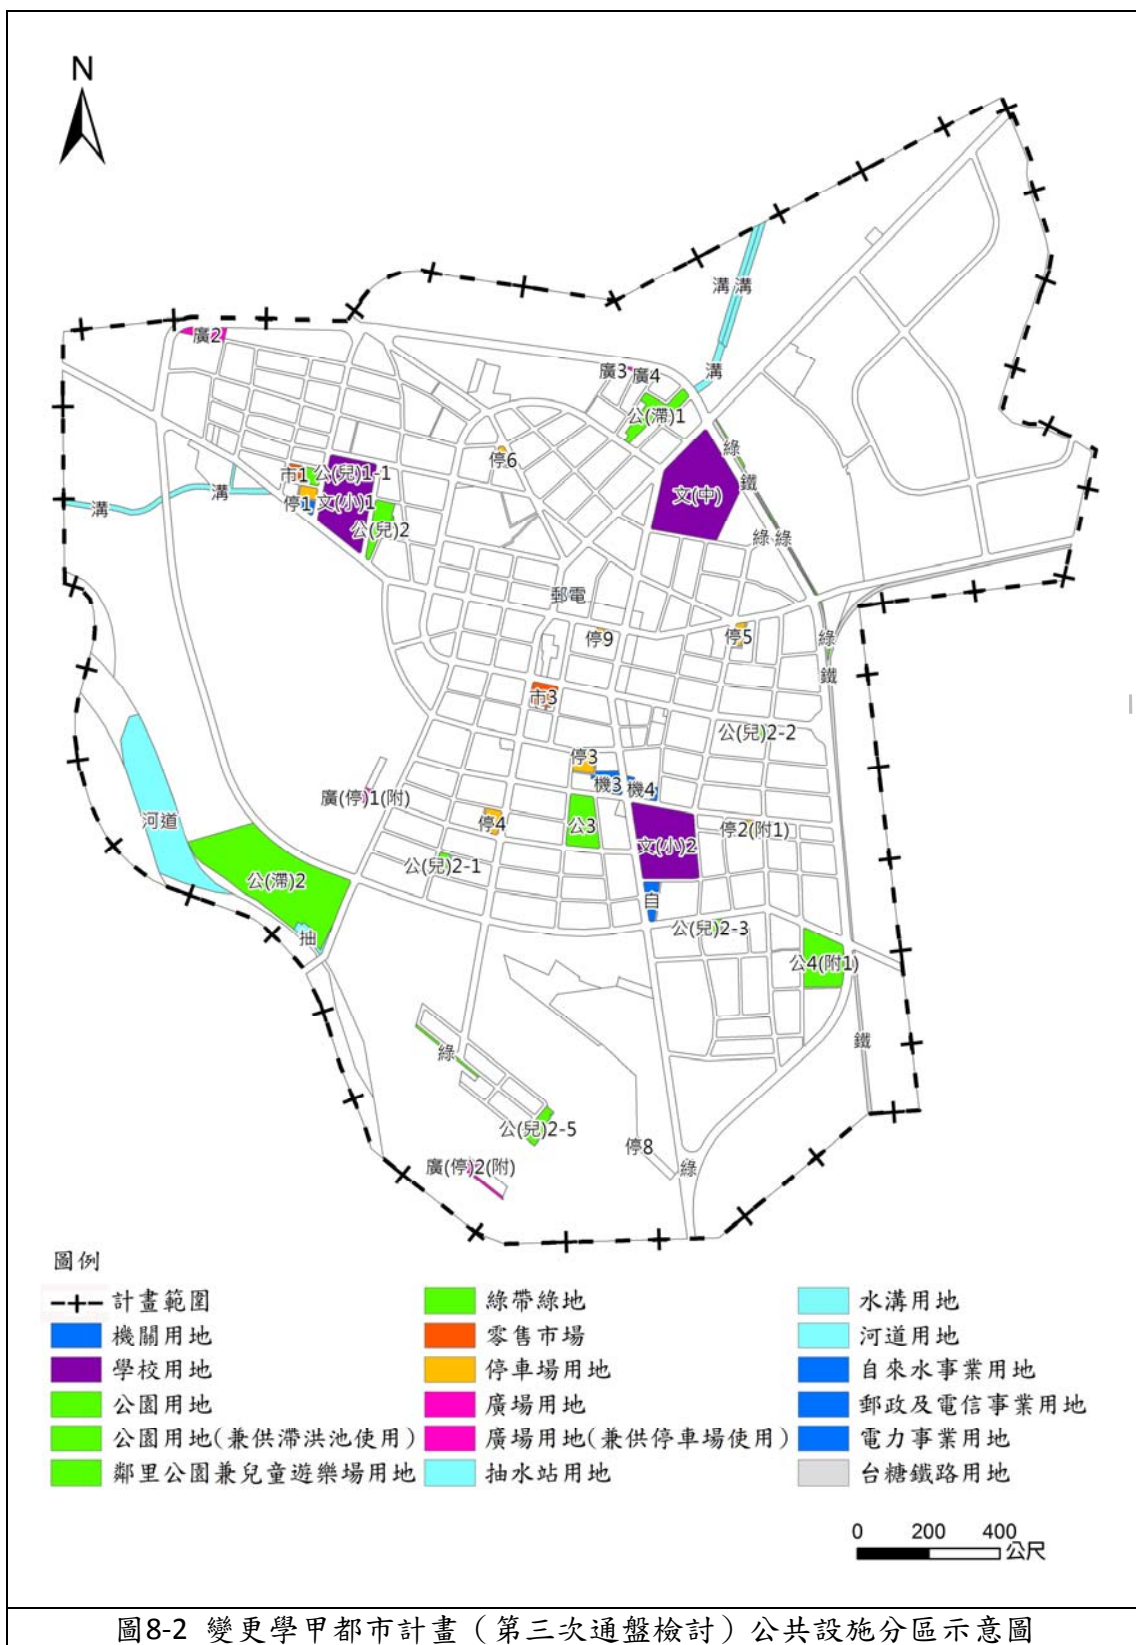 N
溝 溝
廣2
廣3
廣4
溝
公(滯)1
綠
停6
市1
公(兒)1-1
鐵
文(中)
溝
停1
文(小)1
溝
公(兒)2
綠 綠
郵電
停9
停5
綠
鐵
市3
公(兒)2-2
停3
機3
機4
廣(停)1(附)
河道
停4
公3
停2(附1)
文(小)2
公(兒)2-1
公(滯)2
自
公(兒)2-3
抽
公4(附1)
鐵
綠
公(兒)2-5
停8
廣(停)2(附)
綠
圖例
計畫範圍
機關用地
學校用地
公園用地
公園用地(兼供滯洪池使用)
鄰里公園兼兒童遊樂場用地
綠帶綠地
零售市場
停車場用地
廣場用地
廣場用地(兼供停車場使用)
抽水站用地
水溝用地
河道用地
自來水事業用地
郵政及電信事業用地
電力事業用地
台糖鐵路用地
0 200 400
公尺
圖8-2 變更學甲都市計畫（第三次通盤檢討）公共設施分區示意圖